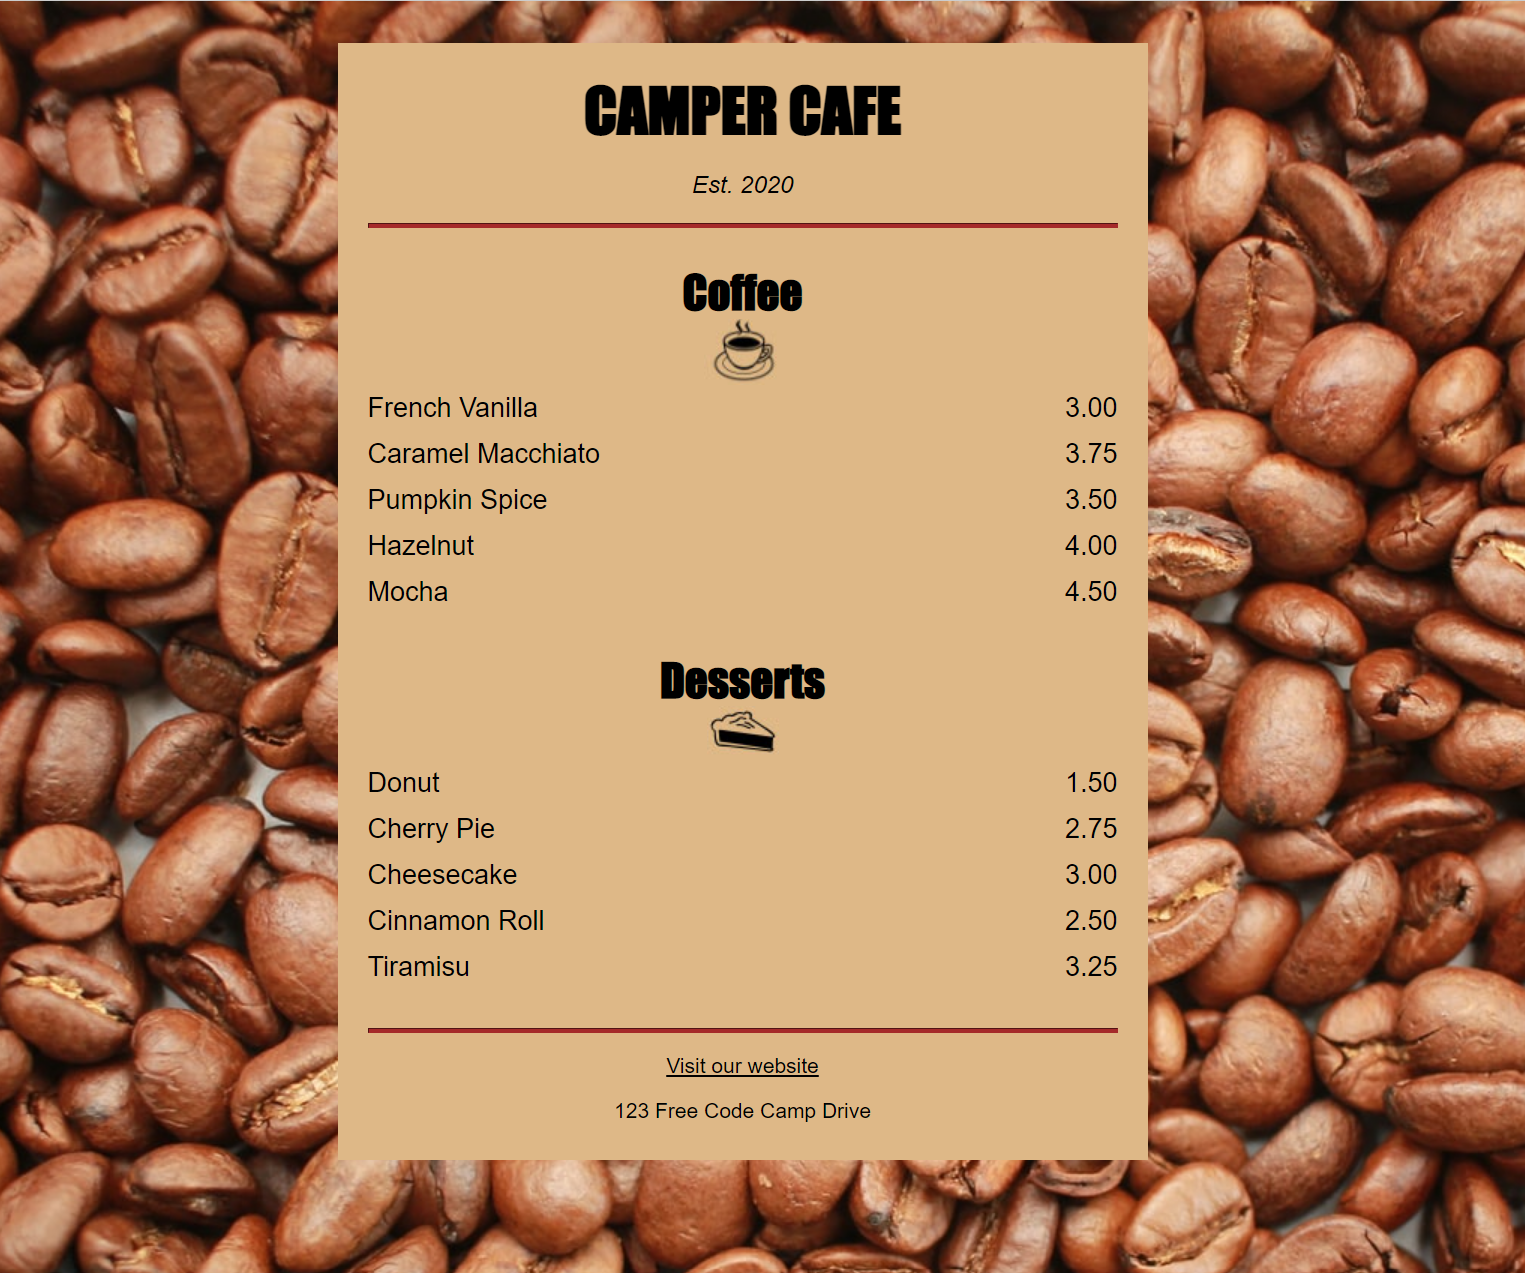 CAMPER CAFE
Est. 2020
Coffee
French Vanilla 3.00
Caramel Macchiato 3.75
Pumpkin Spice 3.50
Hazelnut 4.00
Mocha 4.50
Desserts
Donut 1.50
Cherry Pie 2.75
Cheesecake 3.00
Cinnamon Roll 2.50
Tiramisu 3.25
Visit our website
123 Free Code Camp Drive